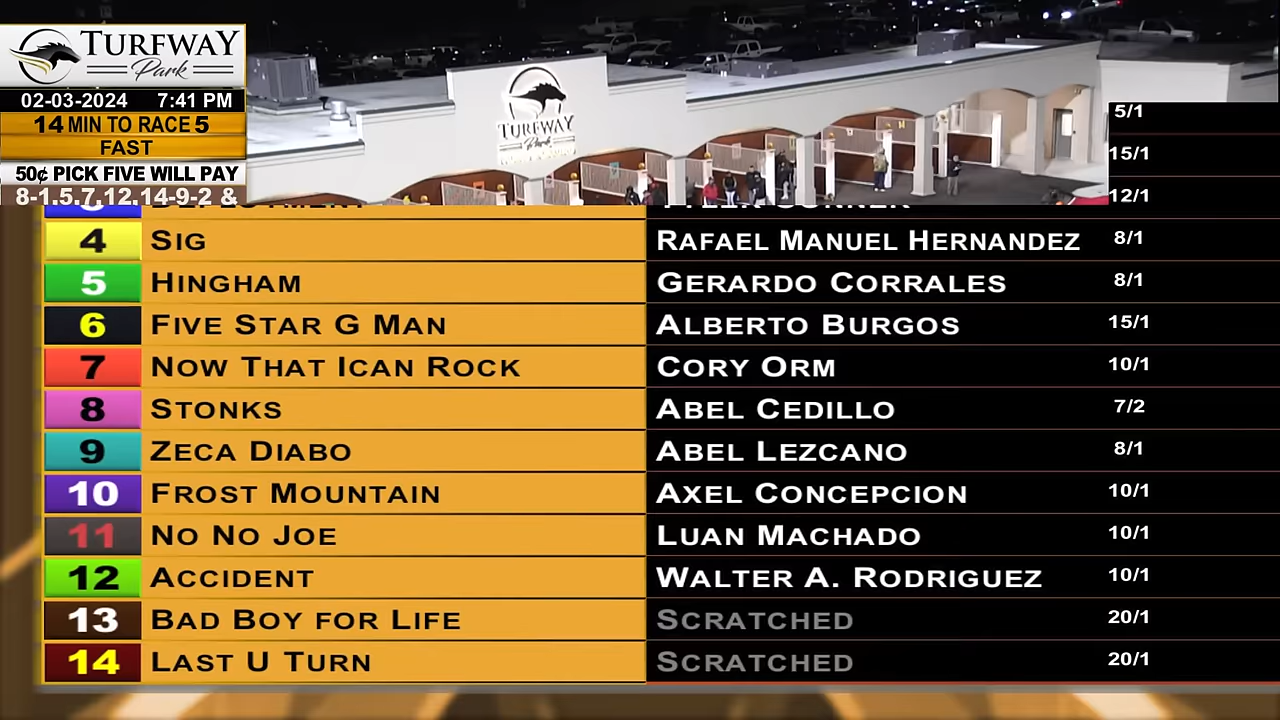 TURFWAY
Park
02-03-2024 7:41 PM
14 MIN TO RACE 5
FAST
50¢ PICK FIVE WILL PAY
8-1,5,7,12,14-9-2 &
TURFWAY
Park
5/1
15/1
12/1
4 SIG RAFAEL MANUEL HERNANDEZ 8/1
5 HINGHAM GERARDO CORRALES 8/1
6 FIVE STAR G MAN ALBERTO BURGOS 15/1
7 NOW THAT ICAN ROCK CORY ORM 10/1
8 STONKS ABEL CEDILLO 7/2
9 ZECA DIABO ABEL LEZCANO 8/1
10 FROST MOUNTAIN AXEL CONCEPCION 10/1
11 NO NO JOE LUAN MACHADO 10/1
12 ACCIDENT WALTER A. RODRIGUEZ 10/1
13 BAD BOY FOR LIFE SCRATCHED 20/1
14 LAST U TURN SCRATCHED 20/1